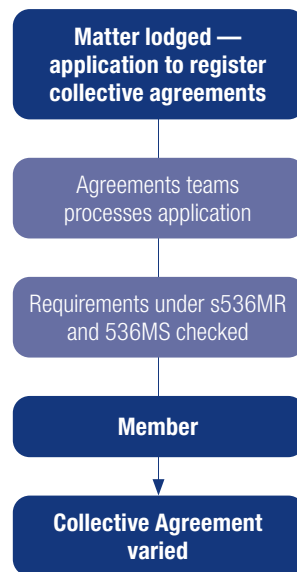 Matter lodged —
application to register
collective agreements
Agreements teams
processes application
Requirements under s536MR
and 536MS checked
Member
Collective Agreement
varied